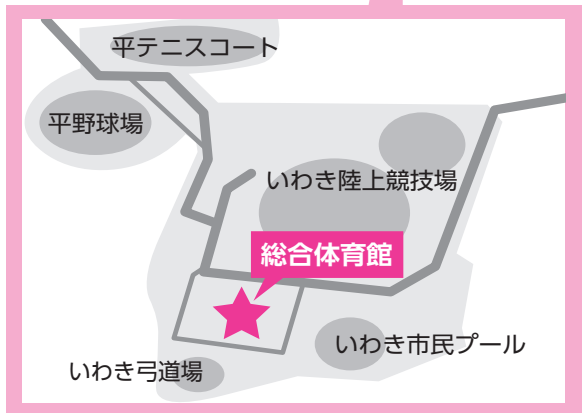 平テニスコート
平野球場
いわき陸上競技場
総合体育館
いわき市民プール
いわき弓道場